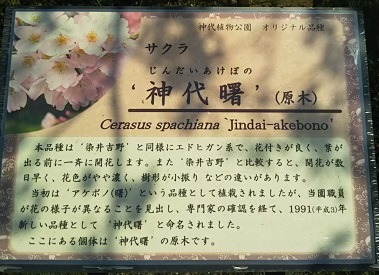 神代植物公園 オリジナル品種
サクラ
じんだいあけぼの
‘神代曙’(原木)
Cerasus spachiana ‘Jindai-akebono’
本品種は‘染井吉野’と同様にエドヒガン系で、花付きが良く、葉が
出る前に一斉に開花します。また‘染井吉野’と比較すると、開花が数
日早く、花色がやや濃く、樹形が小振りなどの違いがあります。
当初は‘アケボノ(曙)’という品種として植栽されましたが、当園職員
が花の様子が異なることを見出し、専門家の確認を経て、1991(平成3)年
新しい品種として‘神代曙’と命名されました。
ここにある個体は‘神代曙’の原木です。